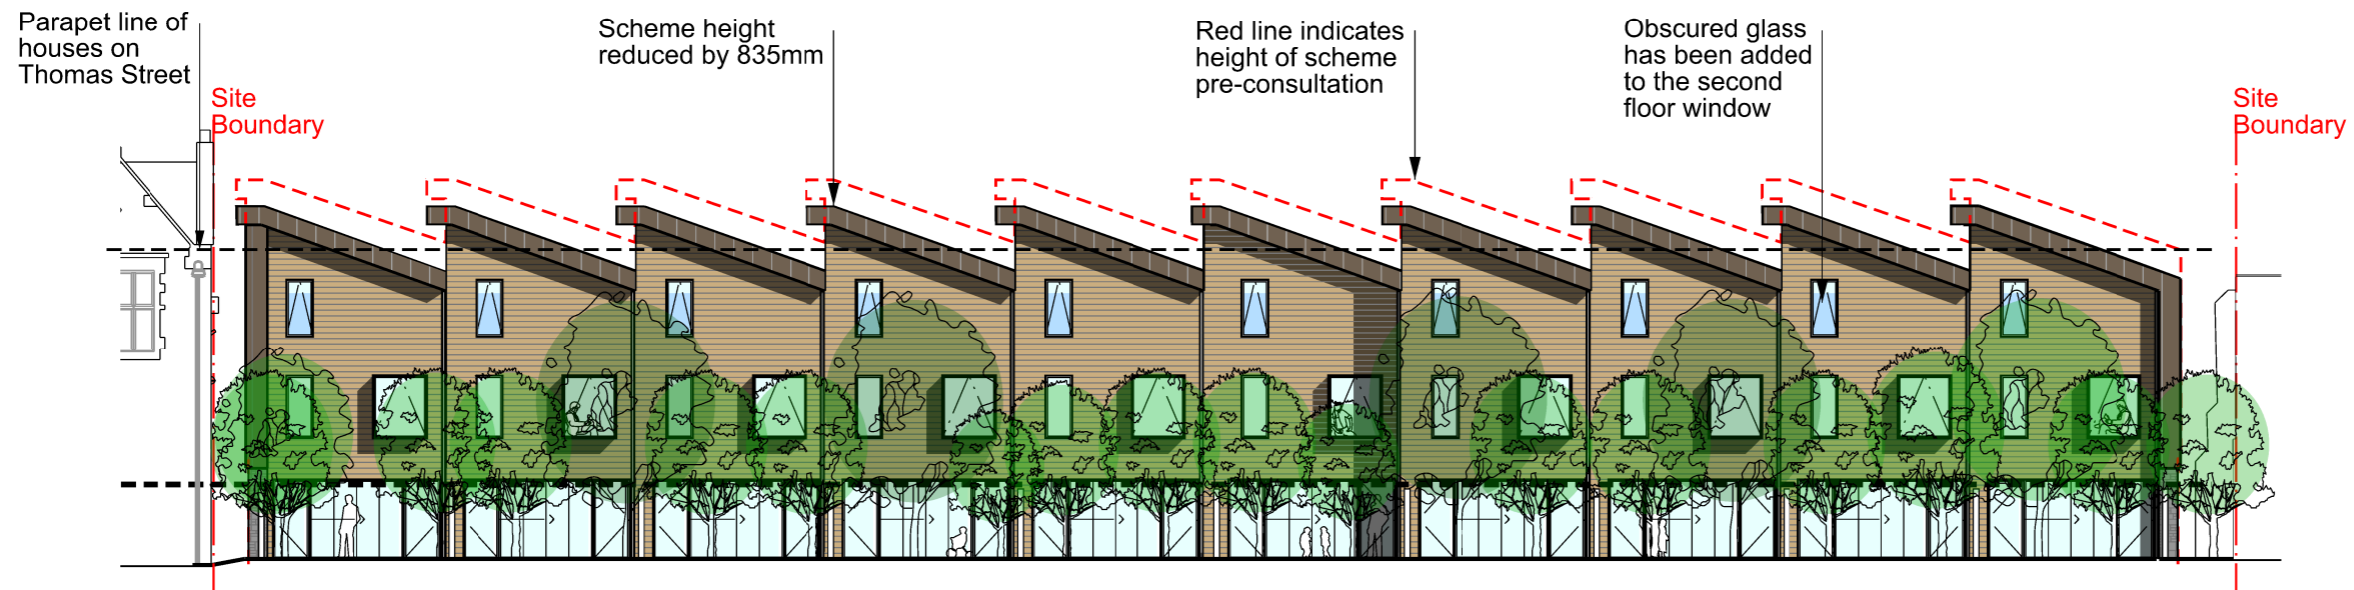 Parapet line of
houses on
Thomas Street
Site
Boundary
Scheme height
reduced by 835mm
Red line indicates
height of scheme
pre-consultation
Obscured glass
has been added
to the second
floor window
Site
Boundary